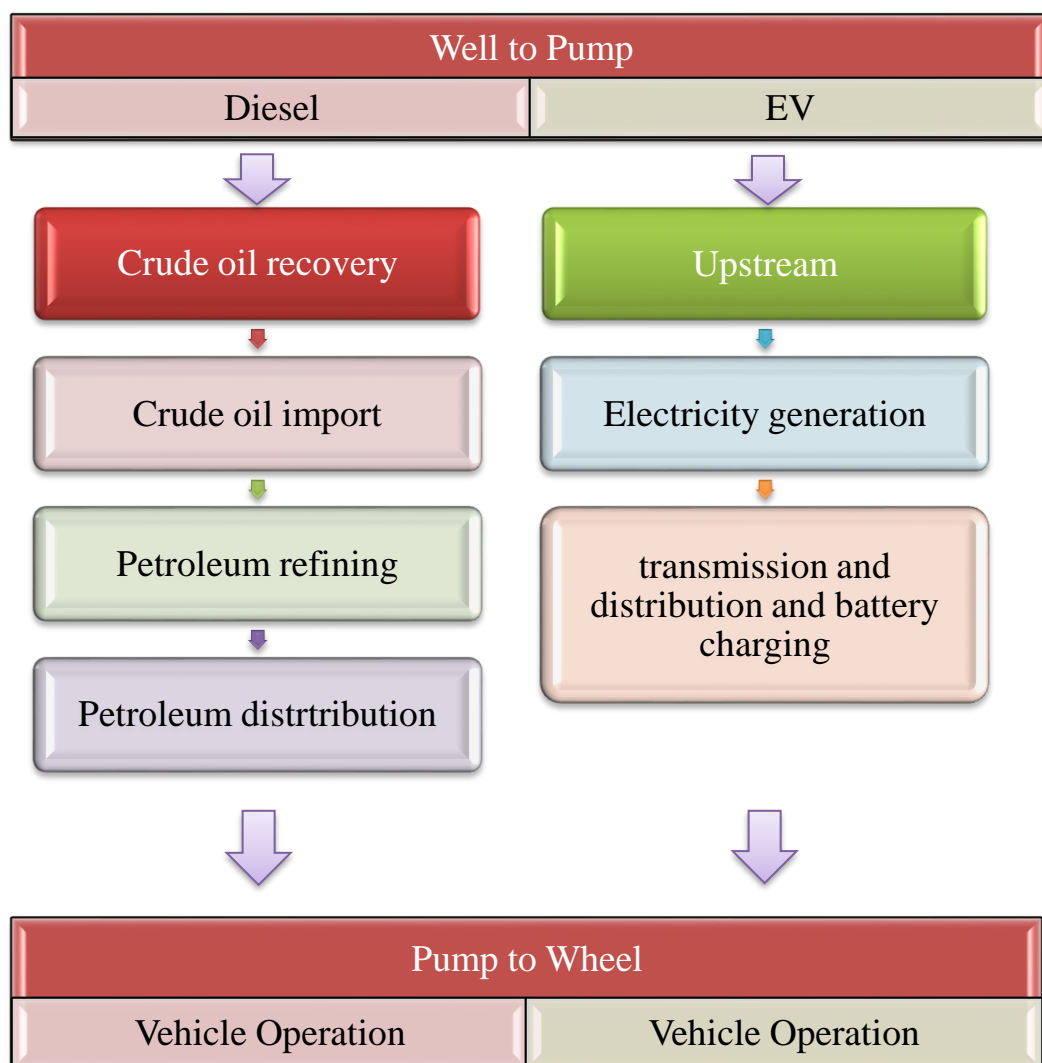 Well to Pump
Diesel
EV
Crude oil recovery
Upstream
Crude oil import
Electricity generation
Petroleum refining
transmission and
distribution and battery
charging
Petroleum distrtribution
Pump to Wheel
Vehicle Operation
Vehicle Operation